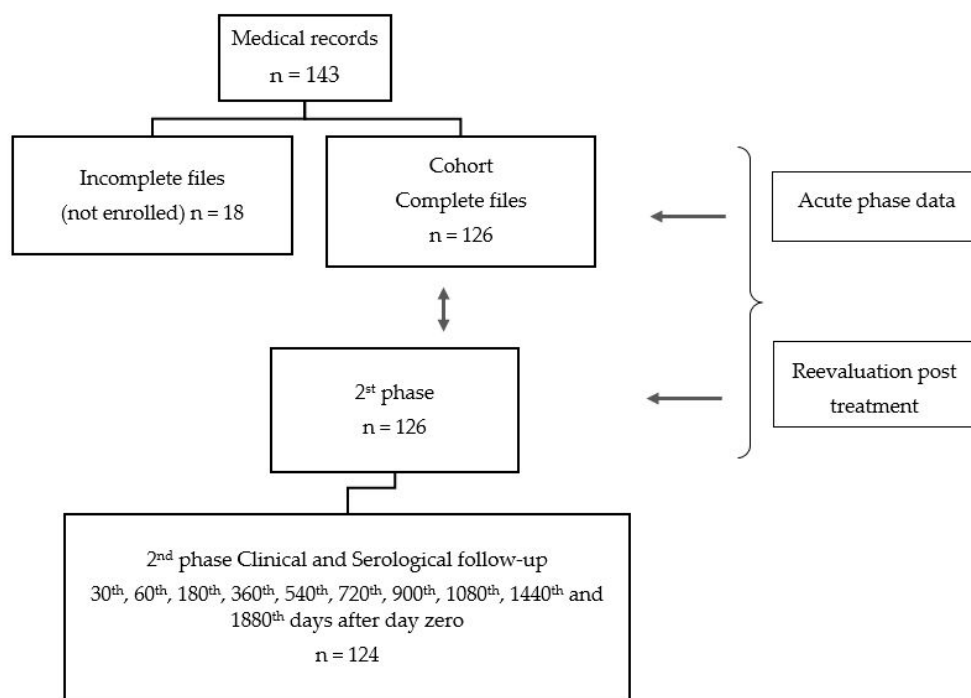 Medical records
n = 143
Incomplete files
(not enrolled) n = 18
Cohort
Complete files
n = 126
Acute phase data
2st phase
n = 126
Reevaluation post
treatment
2nd phase Clinical and Serological follow-up
30th, 60th, 180th, 360th, 540th, 720th, 900th, 1080th, 1440th and
1880th days after day zero
n = 124